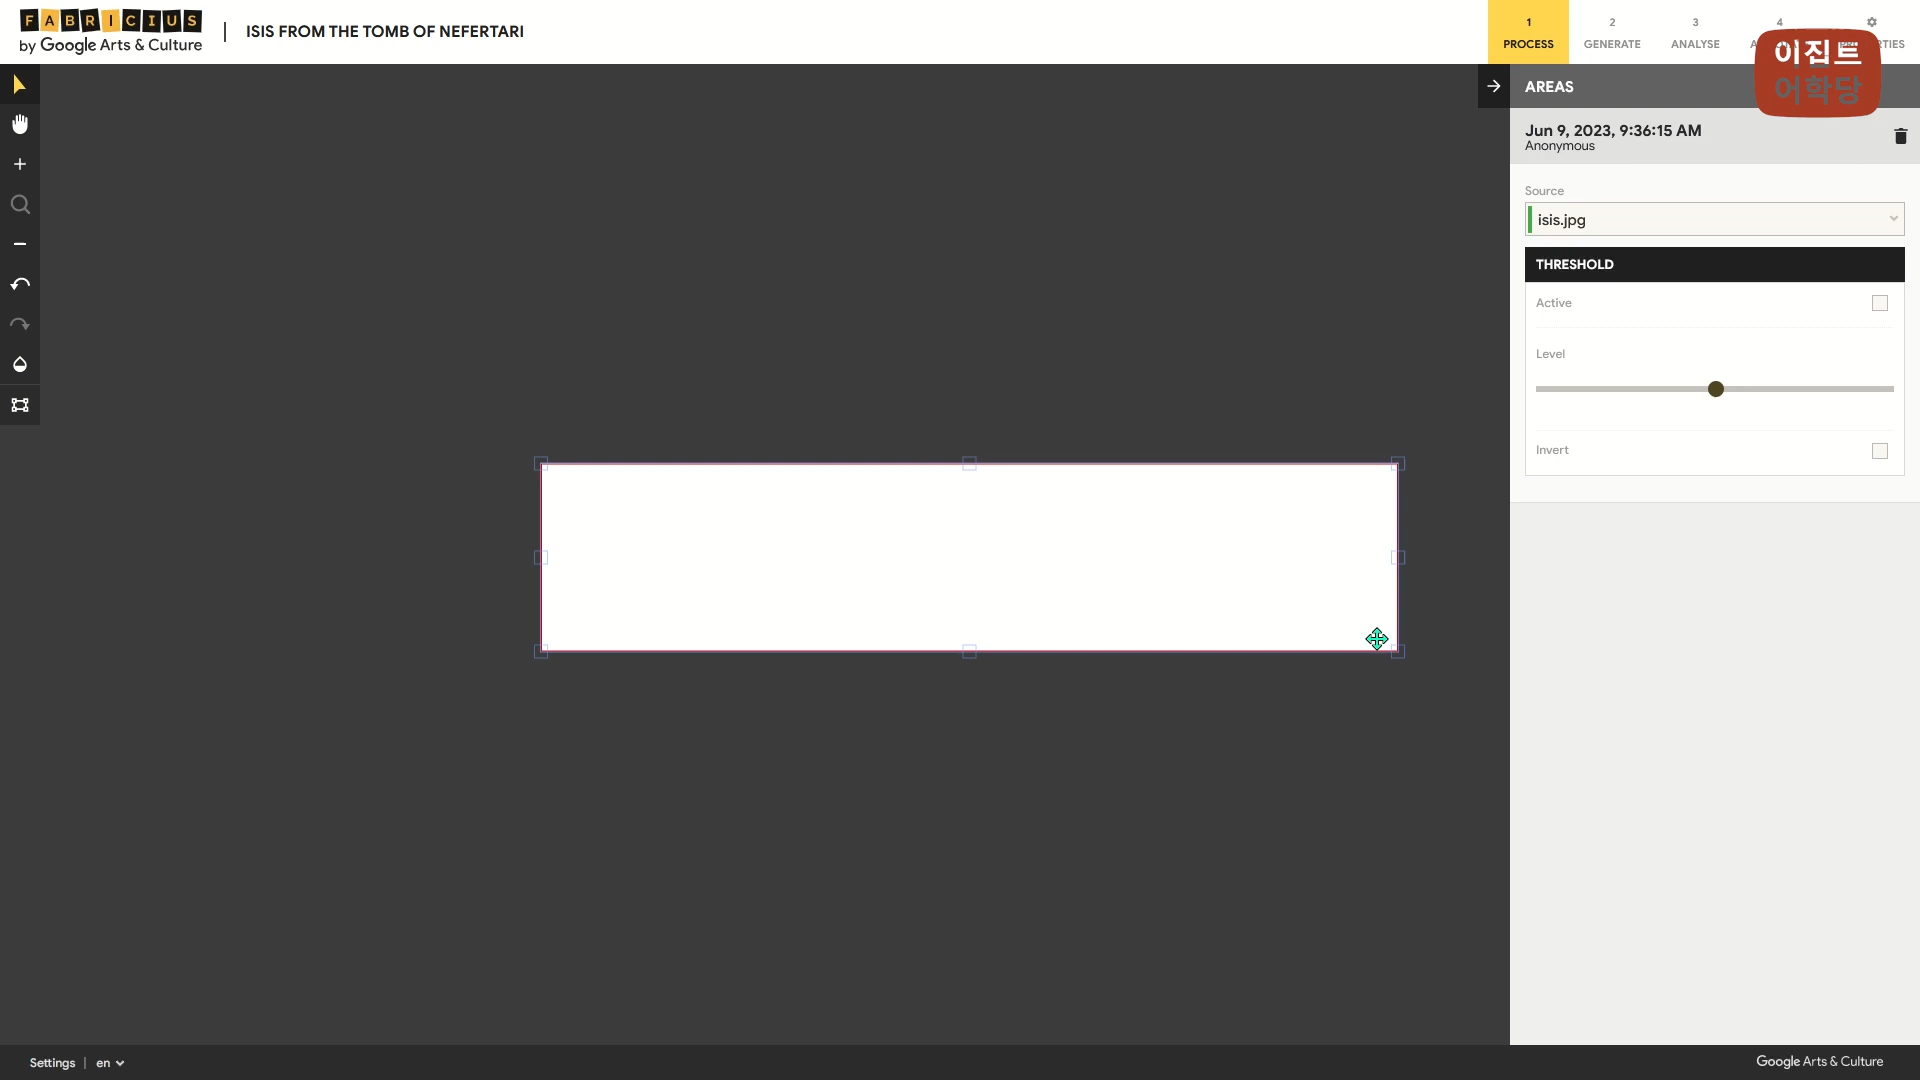 FABRICIUS
by Google Arts & Culture
ISIS FROM THE TOMB OF NEFERTARI
1
PROCESS
2
GENERATE
3
ANALYSE
4
이집트
어학당
AREAS
Jun 9, 2023, 9:36:15 AM
Anonymous
Source
isis.jpg
THRESHOLD
Active
Level
Invert
Settings | en
Google Arts & Culture